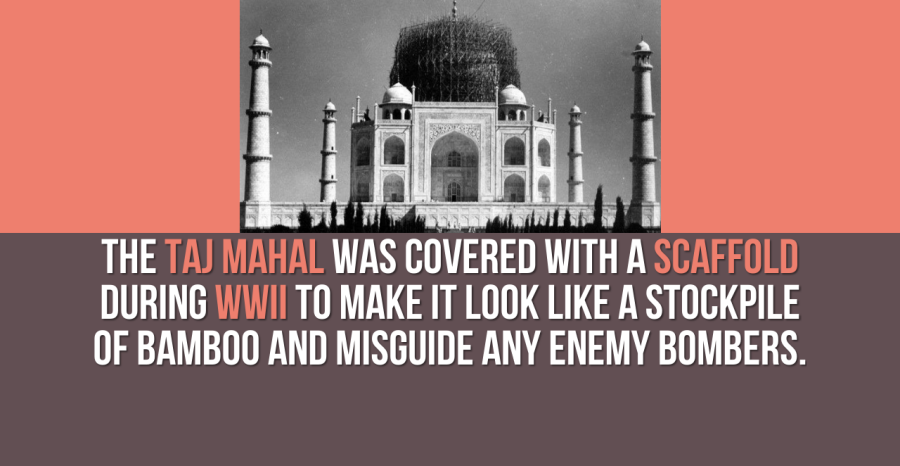 THE TAJ MAHAL WAS COVERED WITH A SCAFFOLD
DURING WWII TO MAKE IT LOOK LIKE A STOCKPILE
OF BAMBOO AND MISGUIDE ANY ENEMY BOMBERS.